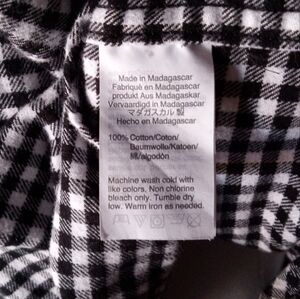 Made in Madagascar
Fabriqué en Madagascar
produkt Aus Madagaskar
Vervaardigd in Madagascar
マダガスカル 製
Hecho en Madagascar
100% Cotton/Coton/
Baumwolle/Katoen/
綿/algodón
Machine wash cold with
like colors. Non chlorine
bleach only. Tumble dry
low. Warm iron as needed.